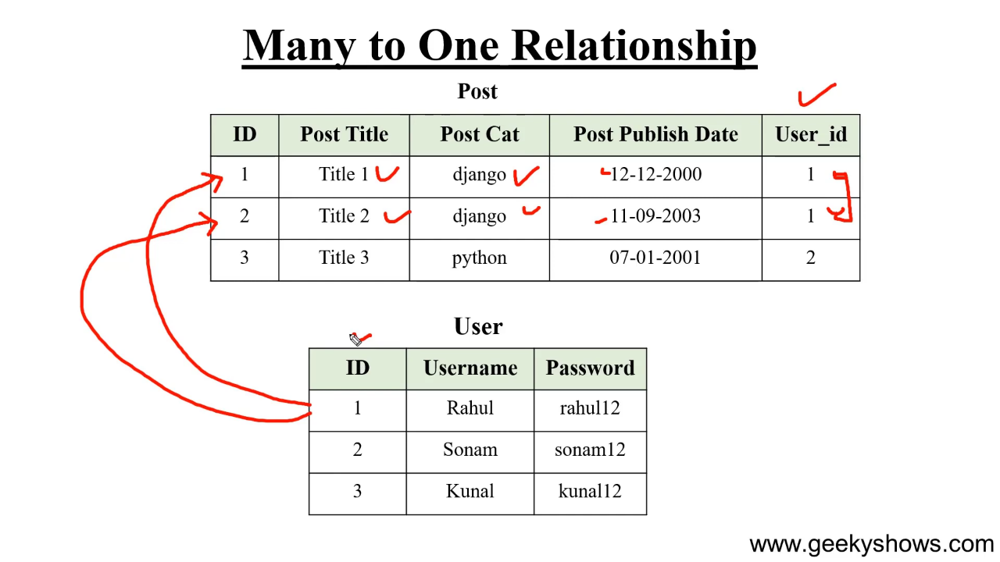 Many to One Relationship
Post
ID Post Title Post Cat Post Publish Date User_id
1 Title 1 django 12-12-2000 1
2 Title 2 django 11-09-2003 1
3 Title 3 python 07-01-2001 2
User
ID Username Password
1 Rahul rahul12
2 Sonam sonam12
3 Kunal kunal12
www.geekyshows.com